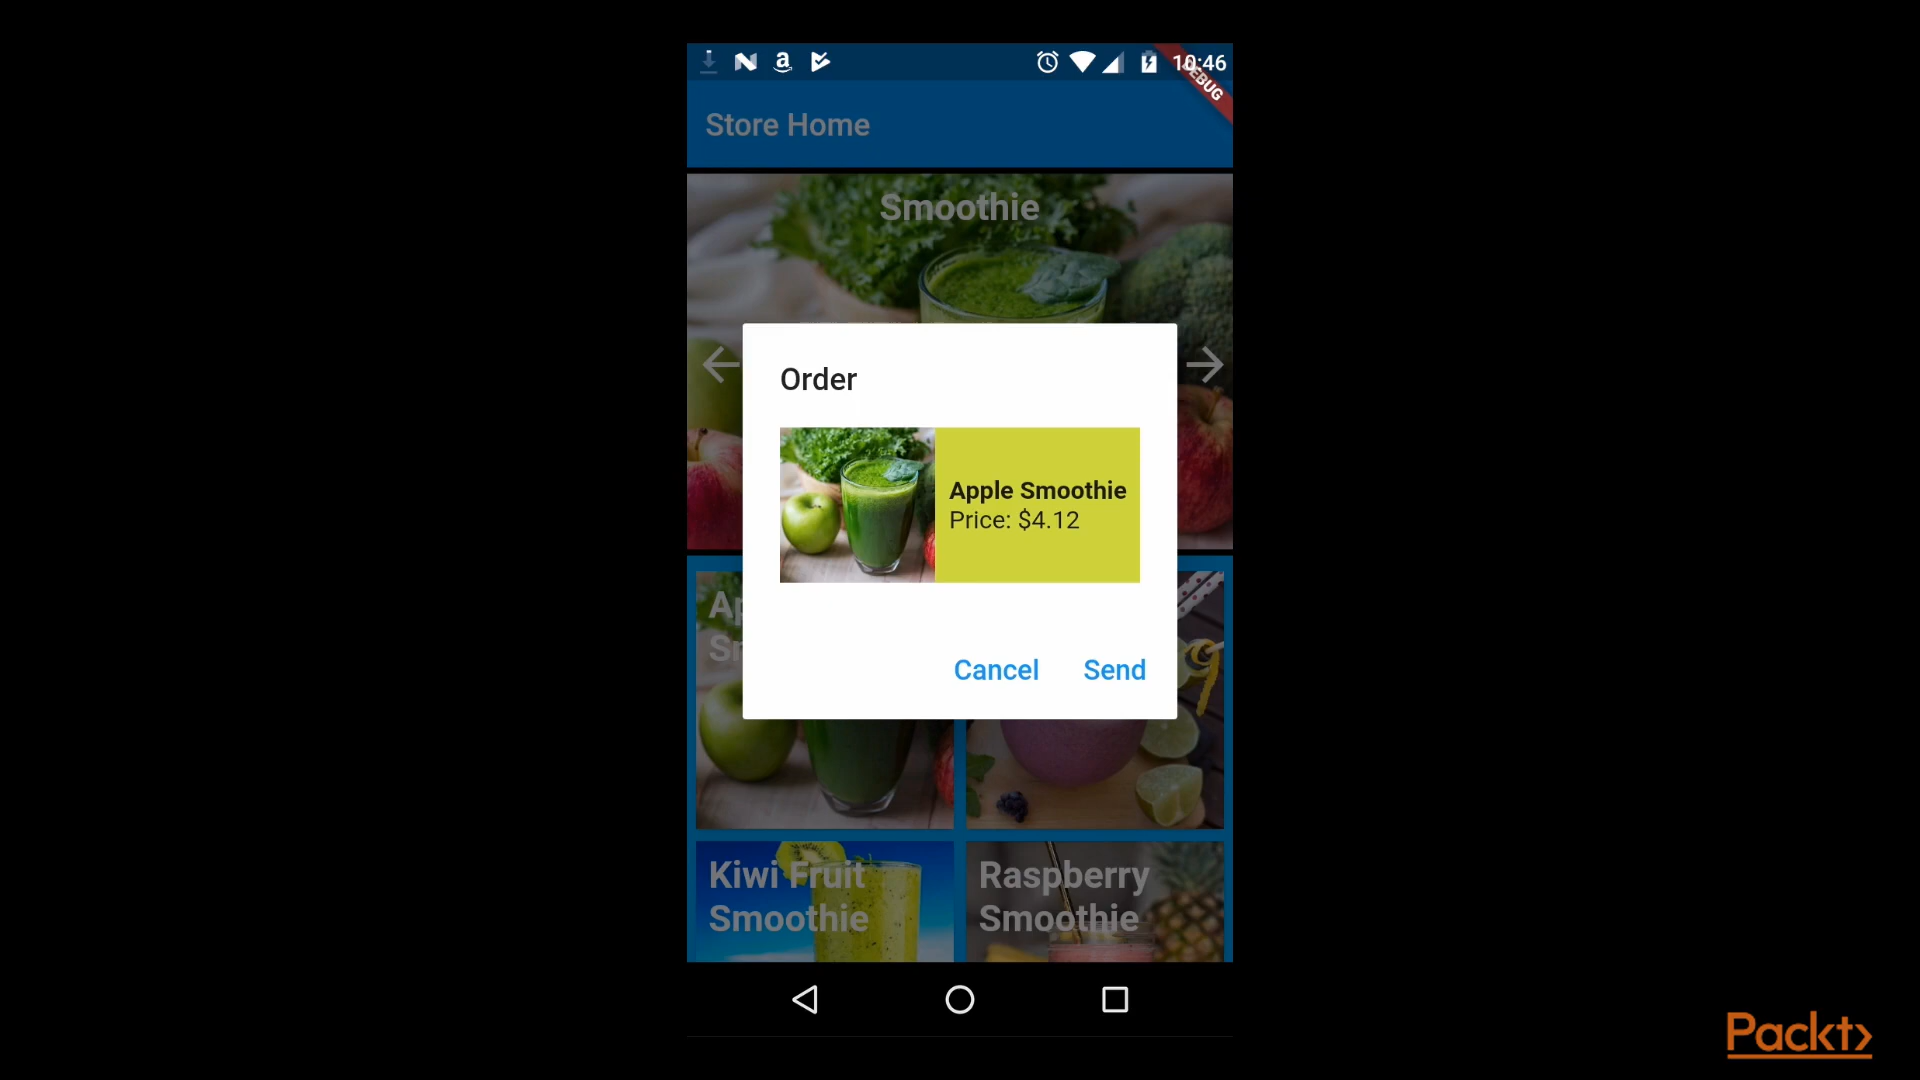 10:46
DEBUG
Store Home
Smoothie
Order
Apple Smoothie
Price: $4.12
Cancel Send
Kiwi Fruit
Smoothie
Raspberry
Smoothie
Packt